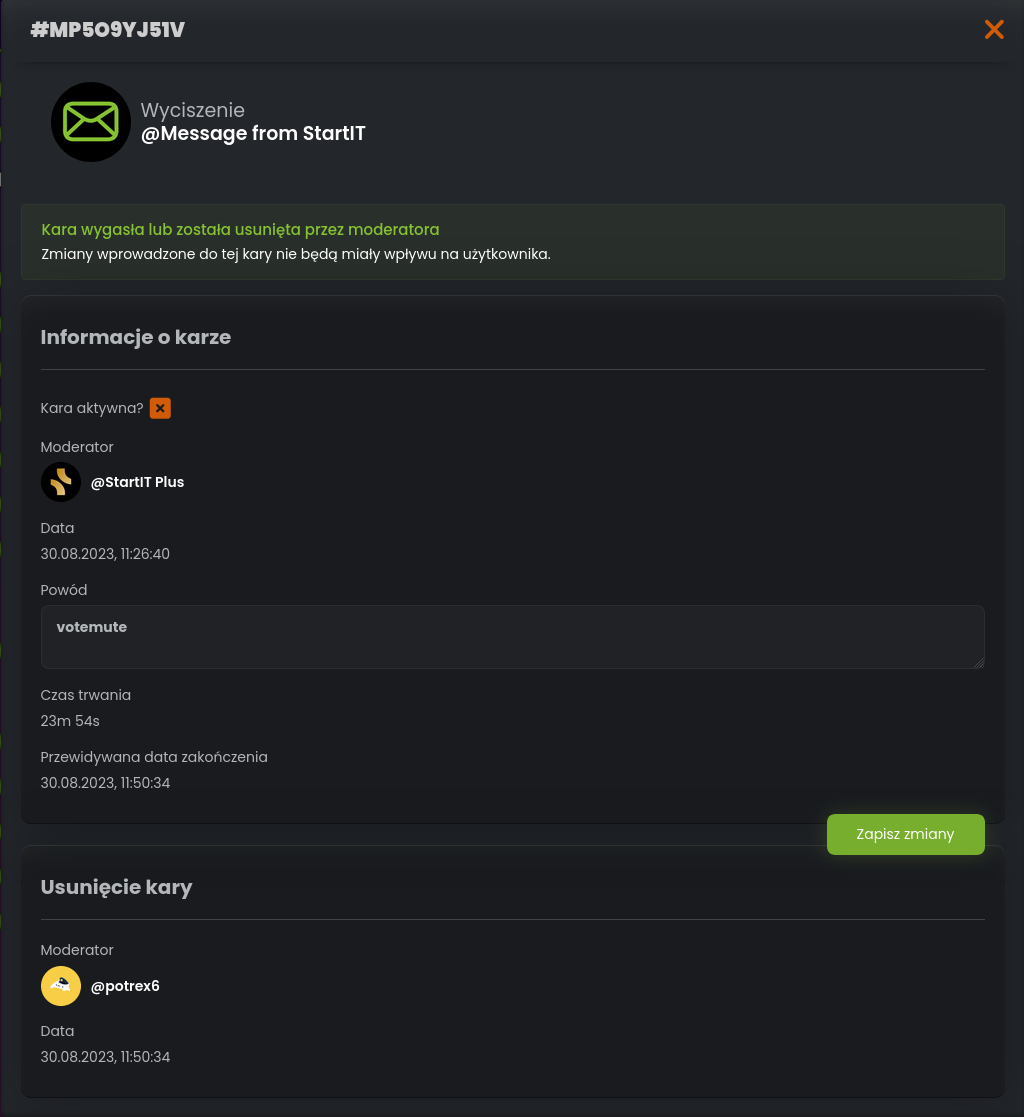 #MP5O9YJ51V
Wyciszenie
@Message from StartIT
Kara wygasła lub została usunięta przez moderatora
Zmiany wprowadzone do tej kary nie będą miały wpływu na użytkownika.
Informacje o karze
Kara aktywna?
Moderator
@StartIT Plus
Data
30.08.2023, 11:26:40
Powód
votemute
Czas trwania
23m 54s
Przewidywana data zakończenia
30.08.2023, 11:50:34
Zapisz zmiany
Usunięcie kary
Moderator
@potrex6
Data
30.08.2023, 11:50:34